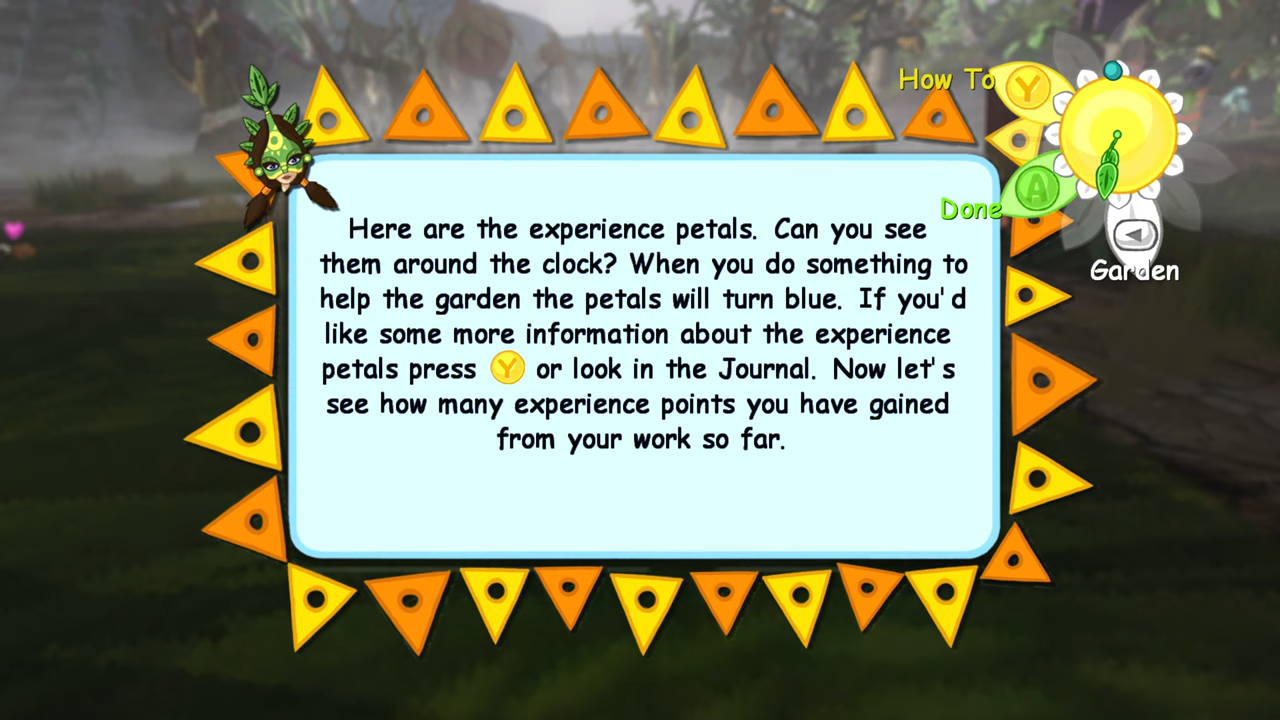 How To Y
A
Done
Garden
Here are the experience petals. Can you see
them around the clock? When you do something to
help the garden the petals will turn blue. If you'd
like some more information about the experience
petals press Y or look in the Journal. Now let's
see how many experience points you have gained
from your work so far.